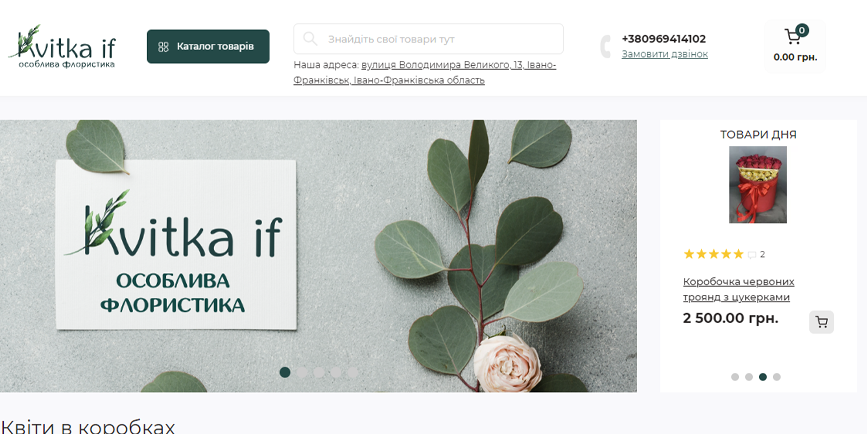 Kvitka if
особлива флористика
Каталог товарів
Знайдіть свої товари тут
Наша адреса: вулиця Володимира Великого, 13, Івано-
Франківськ, Івано-Франківська область
+380969414102
Замовити дзвінок
0
0.00 грн.
Kvitka if
ОСОБЛИВА
ФЛОРИСТИКА
ТОВАРИ ДНЯ
2
Коробочка червоних
троянд з цукерками
2 500.00 грн.
Квіти в коробках